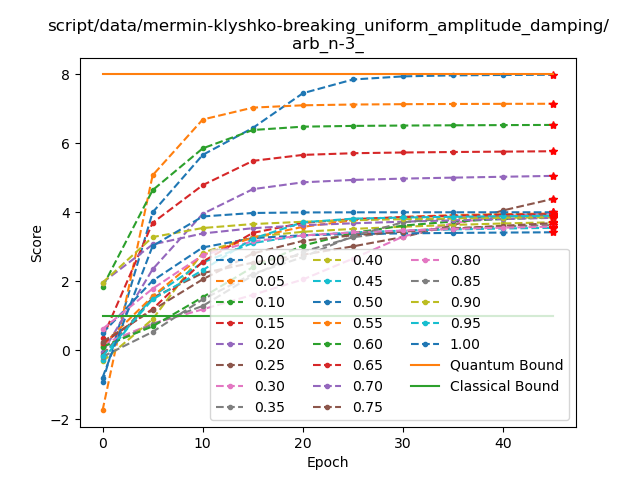 script/data/mermin-klyshko-breaking_uniform_amplitude_damping/
arb_n-3_
8
6
4
2
0
−2
Score
0.00 0.40 0.80
0.05 0.45 0.85
0.10 0.50 0.90
0.15 0.55 0.95
0.20 0.60 1.00
0.25 0.65 Quantum Bound
0.30 0.70 Classical Bound
0.35 0.75
0 10 20 30 40
Epoch